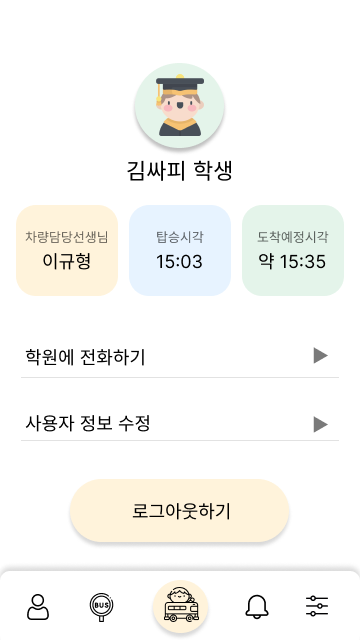 김싸피 학생
차량담당선생님
이규형
탑승시각
15:03
도착예정시각
약 15:35
학원에 전화하기
사용자 정보 수정
로그아웃하기
BUS